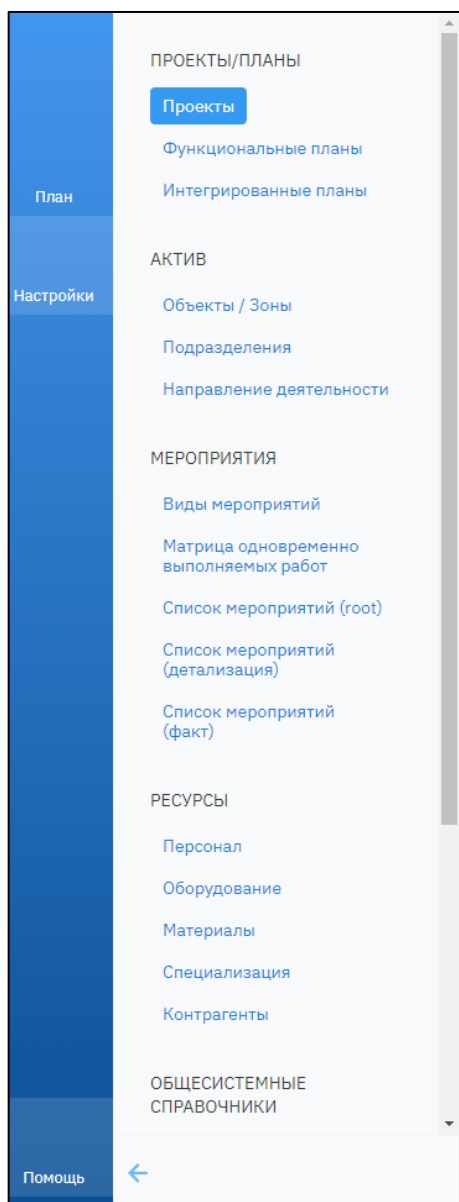 План
Настройки
Помощь
ПРОЕКТЫ/ПЛАНЫ
Проекты
Функциональные планы
Интегрированные планы
АКТИВ
Объекты / Зоны
Подразделения
Направление деятельности
МЕРОПРИЯТИЯ
Виды мероприятий
Матрица одновременно
выполняемых работ
Список мероприятий (root)
Список мероприятий
(детализация)
Список мероприятий
(факт)
РЕСУРСЫ
Персонал
Оборудование
Материалы
Специализация
Контрагенты
ОБЩЕСИСТЕМНЫЕ
СПРАВОЧНИКИ